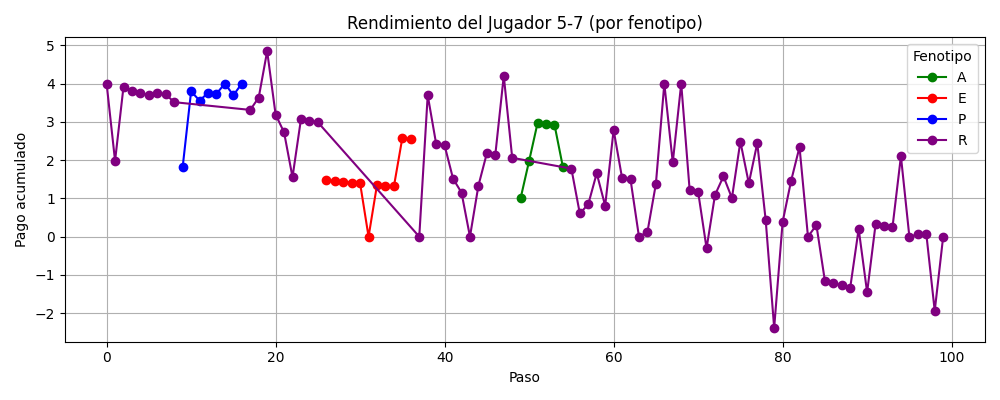 Rendimiento del Jugador 5-7 (por fenotipo)
Pago acumulado
5
4
3
2
1
0
−1
−2
0 20 40 60 80 100
Paso
Fenotipo
A
E
P
R